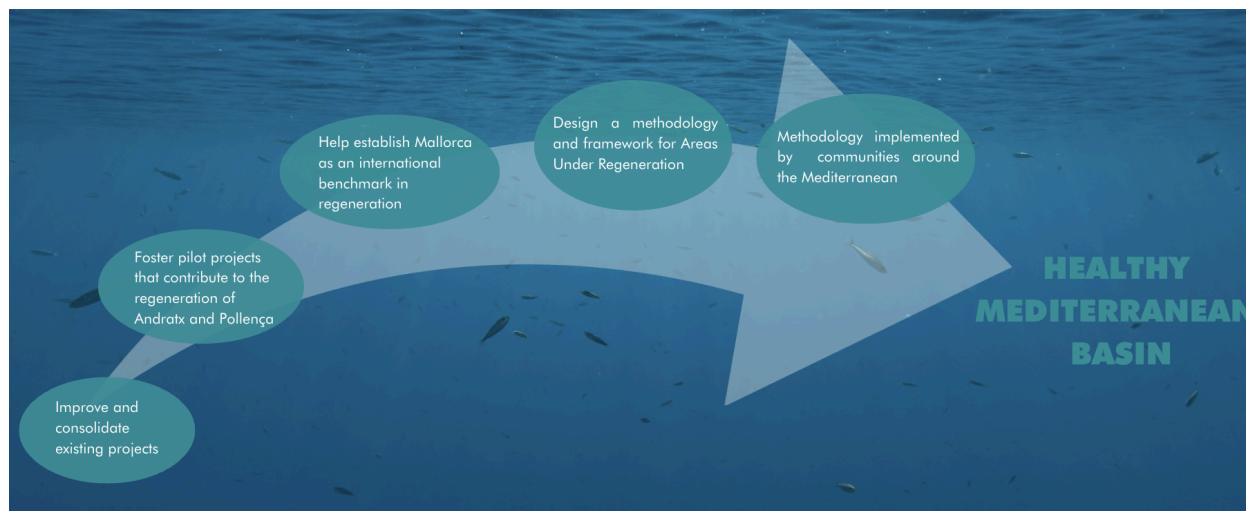 Improve and
consolidate
existing projects
Foster pilot projects
that contribute to the
regeneration of
Andratx and Pollença
Help establish Mallorca
as an international
benchmark in
regeneration
Design a methodology
and framework for Areas
Under Regeneration
Methodology implemented
by communities around
the Mediterranean
HEALTHY
MEDITERRANEAN
BASIN